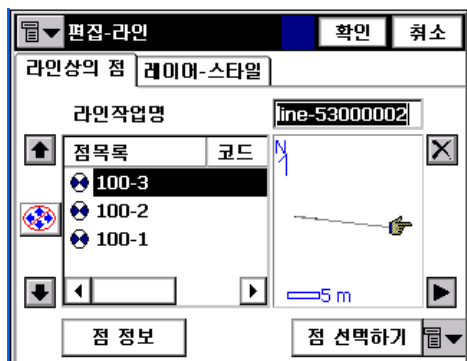 편집-라인 확인 취소
라인상의 점 레이어-스타일
라인작업명 line-53000002
점목록 코드 N
100-3
100-2
100-1
5 m
점 정보 점 선택하기